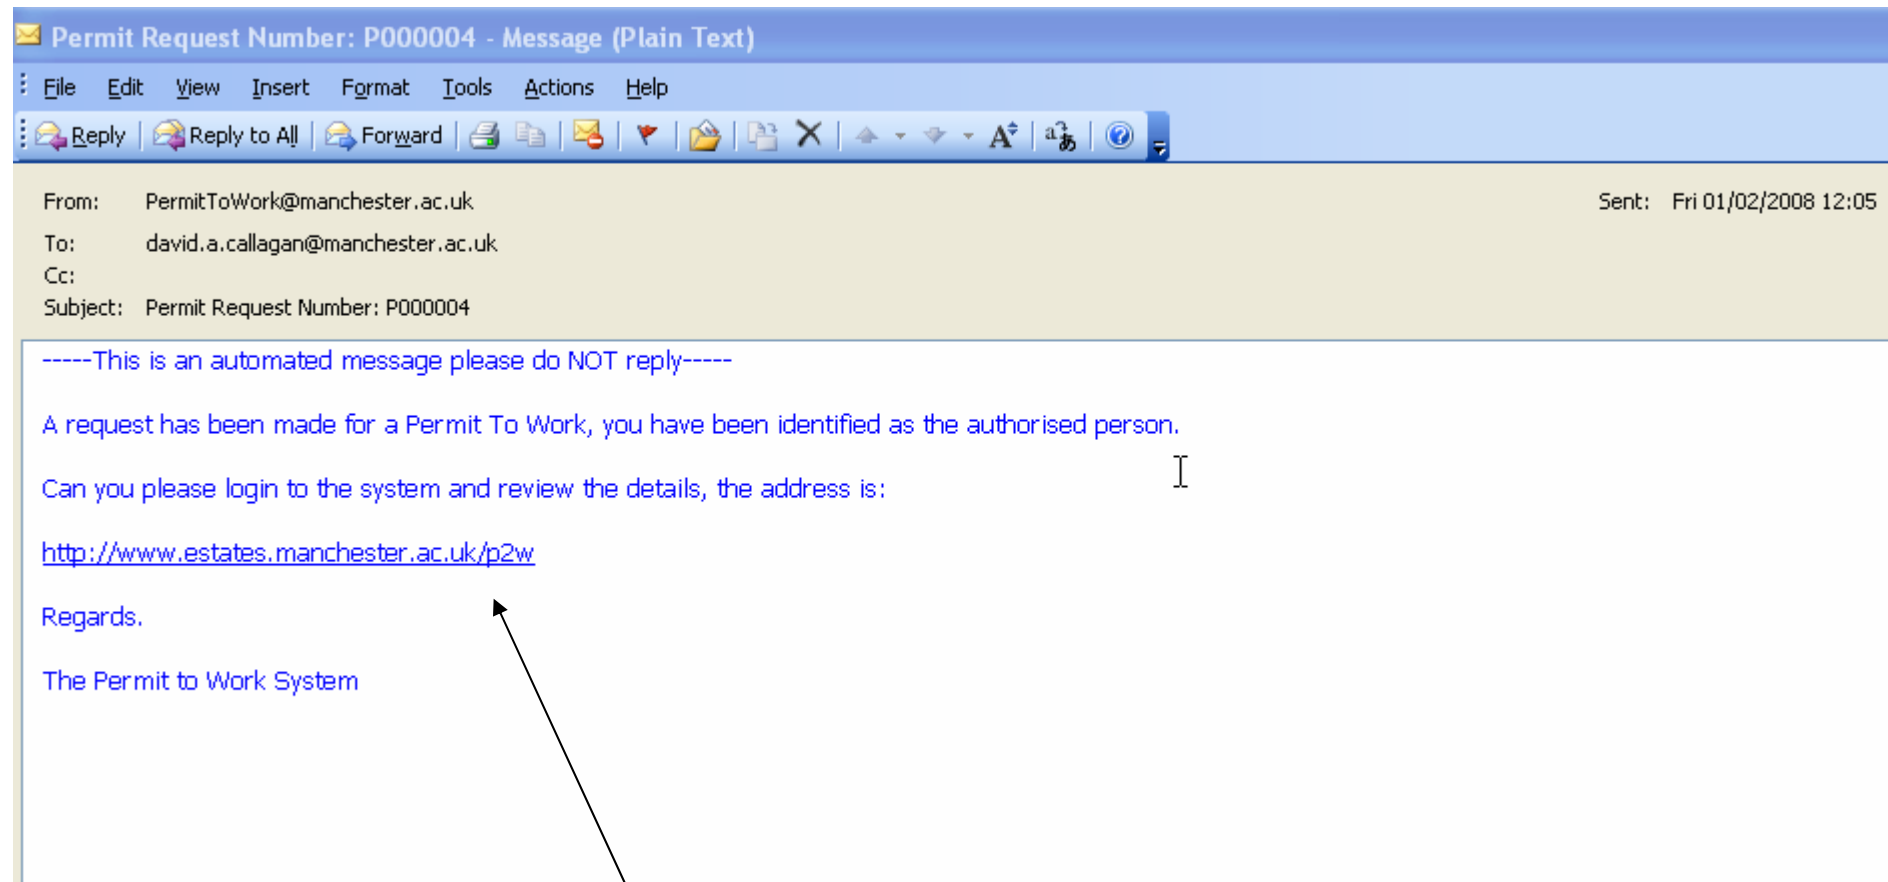 Permit Request Number: P000004 - Message (Plain Text)
File Edit View Insert Format Tools Actions Help
Reply Reply to All Forward
From: PermitToWork@manchester.ac.uk Sent: Fri 01/02/2008 12:05
To: david.a.callagan@manchester.ac.uk
Cc:
Subject: Permit Request Number: P000004
-----This is an automated message please do NOT reply-----
A request has been made for a Permit To Work, you have been identified as the authorised person.
Can you please login to the system and review the details, the address is:
http://www.estates.manchester.ac.uk/p2w
Regards.
The Permit to Work System